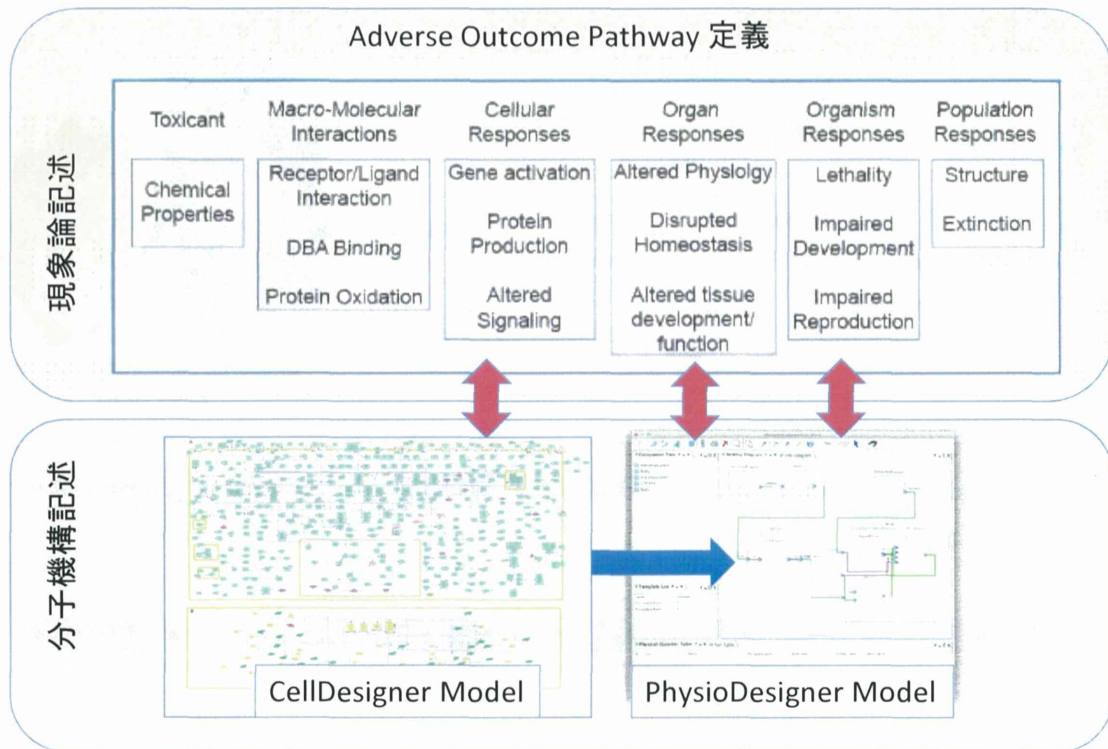 Adverse Outcome Pathway 定義
現象論記述
Toxicant
Chemical
Properties
Macro-Molecular
Interactions
Receptor/Ligand
Interaction
DBA Binding
Protein Oxidation
Cellular
Responses
Gene activation
Protein
Production
Altered
Signaling
Organ
Responses
Altered Physiolgy
Disrupted
Homeostasis
Altered tissue
development/
function
Organism
Responses
Lethality
Impaired
Development
Impaired
Reproduction
Population
Responses
Structure
Extinction
分子機構記述
CellDesigner Model
PhysioDesigner Model